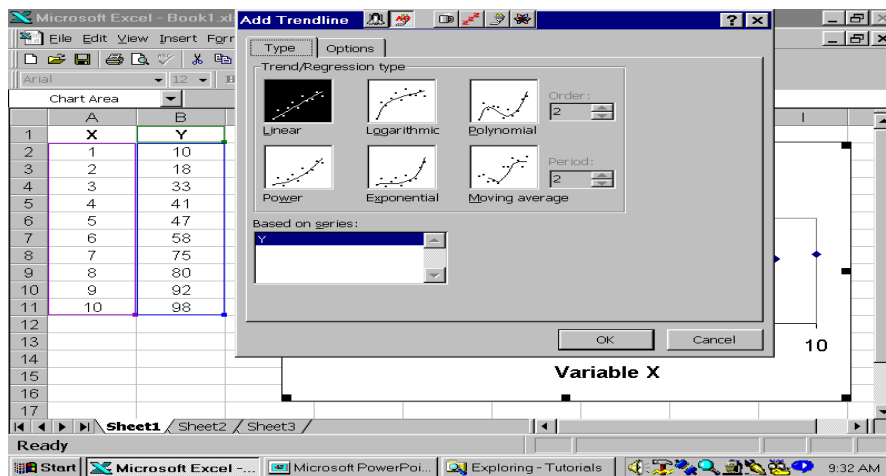 Microsoft Excel - Book1.xl
Add Trendline
File Edit View Insert Forr
Arial
12
Chart Area
Type
Options
Trend/Regression type
Linear
Logarithmic
Polynomial
Order:
2
Power
Exponential
Moving average
Period:
2
Based on series:
Y
OK
Cancel
A B I
1 X Y
2 1 10
3 2 18
4 3 33
5 4 41
6 5 47
7 6 58
8 7 75
9 8 80
10 9 92
11 10 98
12
13
14
15
16
17
10
Variable X
Sheet1 Sheet2 Sheet3
Ready
Start Microsoft Excel -... Microsoft PowerPoi... Exploring - Tutorials 9:32 AM